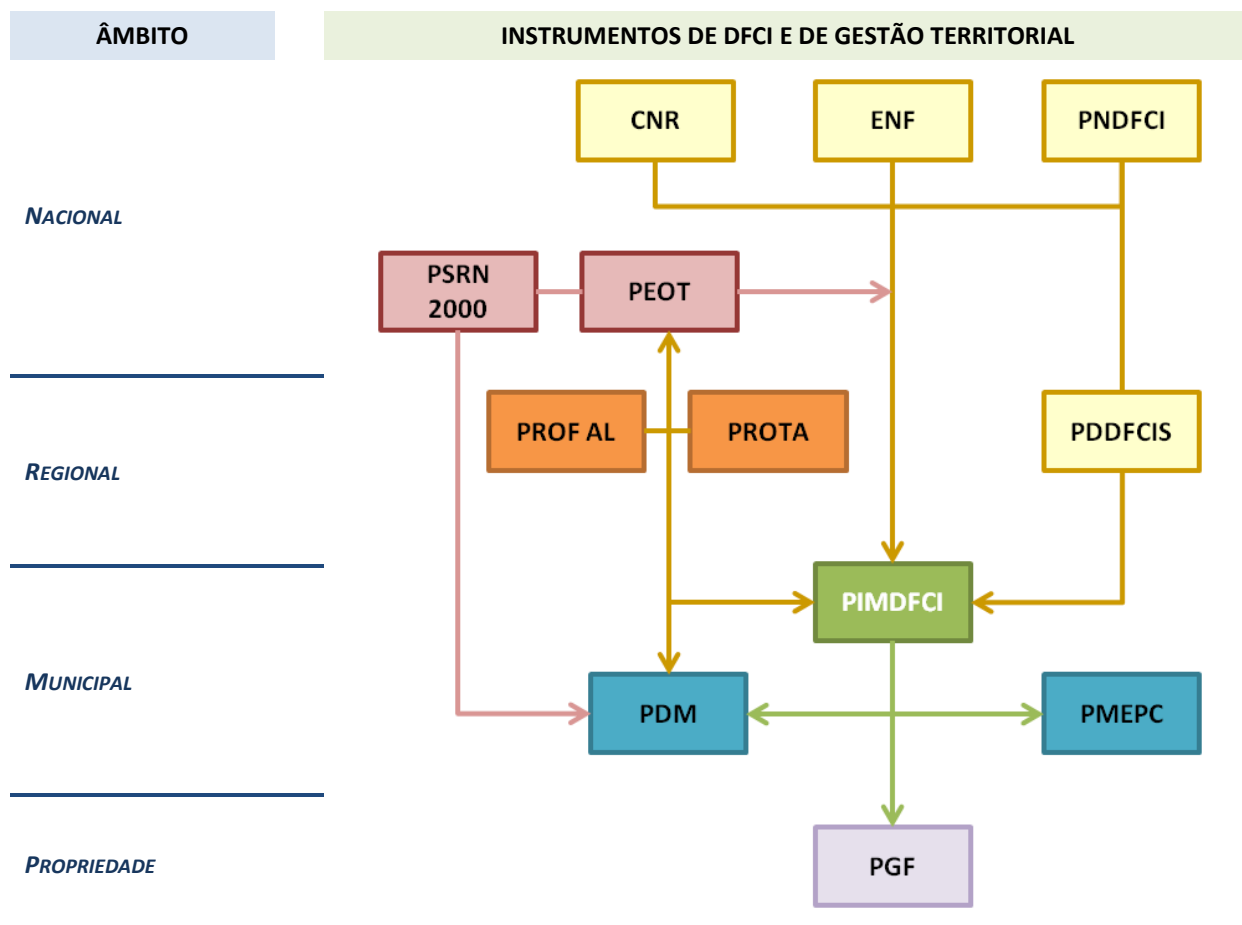 ÂMBITO
INSTRUMENTOS DE DFCI E DE GESTÃO TERRITORIAL
CNR
ENF
PNDFCI
NACIONAL
PSRN
2000
PEOT
PROF AL
PROTA
PDDFCIS
REGIONAL
PIMDFCI
MUNICIPAL
PDM
PMEPC
PROPRIEDADE
PGF